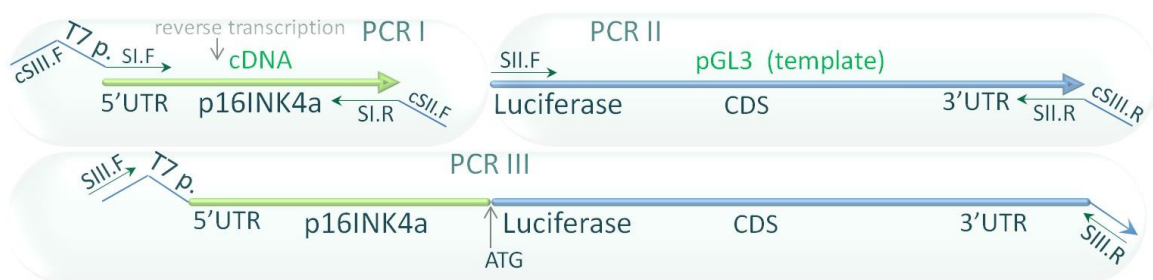 reverse transcription
PCR I
PCR II
cSIII.F
T7 p.
SI.F
cDNA
SII.F
pGL3 (template)
5'UTR
p16INK4a
SI.R
cSII.F
Luciferase
CDS
3'UTR
SII.R
cSIII.R
PCR III
SIII.F
T7 p.
5'UTR
p16INK4a
ATG
Luciferase
CDS
3'UTR
SIII.R